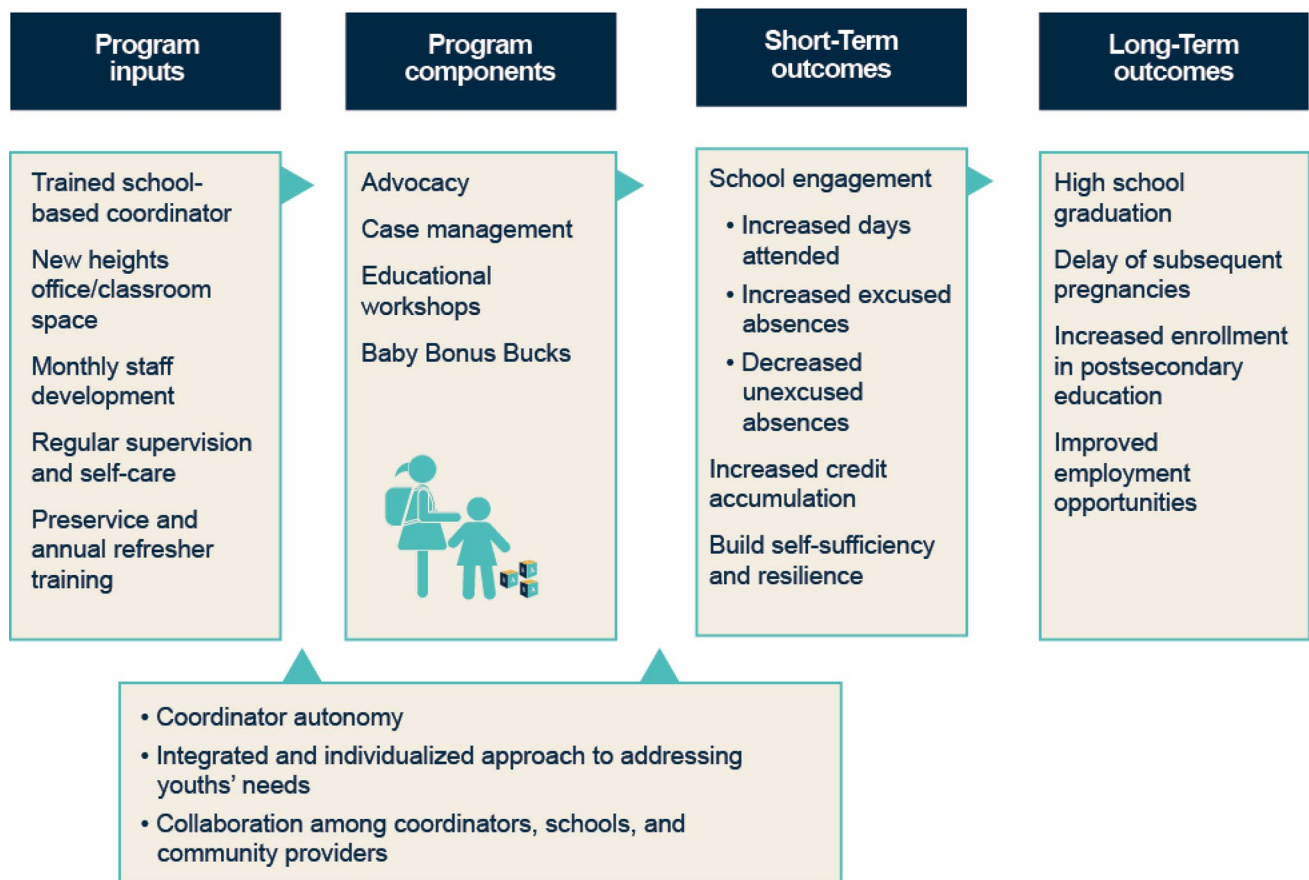 Program
inputs
Program
components
Short-Term
outcomes
Long-Term
outcomes
Trained school-
based coordinator
New heights
office/classroom
space
Monthly staff
development
Regular supervision
and self-care
Preservice and
annual refresher
training
Advocacy
Case management
Educational
workshops
Baby Bonus Bucks
School engagement
• Increased days
attended
• Increased excused
absences
• Decreased
unexcused
absences
Increased credit
accumulation
Build self-sufficiency
and resilience
High school
graduation
Delay of subsequent
pregnancies
Increased enrollment
in postsecondary
education
Improved
employment
opportunities
• Coordinator autonomy
• Integrated and individualized approach to addressing
youths’ needs
• Collaboration among coordinators, schools, and
community providers